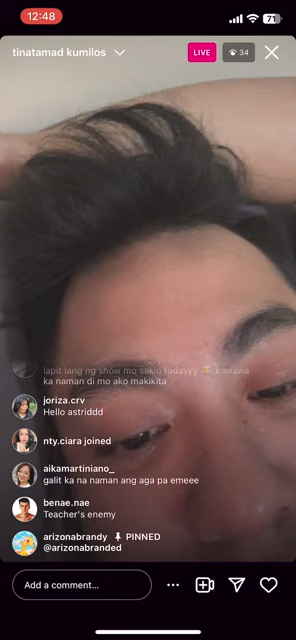 12:48
71
tinatamad kumilos
LIVE
34
lapit lang ng show mo sakin todayyy 😭 kawawa
ka naman di mo ako makikita
joriza.crv
Hello astriddd
nty.ciara joined
aikamartiniano_
galit ka na naman ang aga pa emeee
benae.nae
Teacher's enemy
arizonabrandy PINNED
@arizonabranded
Add a comment...